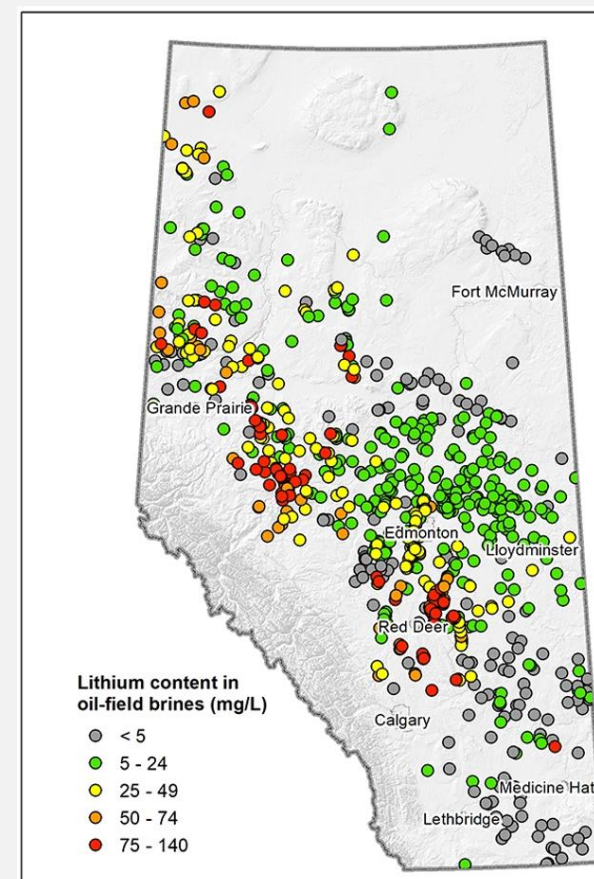 Fort McMurray
Grande Prairie
Edmonton
Lloydminster
Red Deer
Lithium content in
oil-field brines (mg/L)
< 5
5 - 24
25 - 49
50 - 74
75 - 140
Calgary
Medicine Hat
Lethbridge